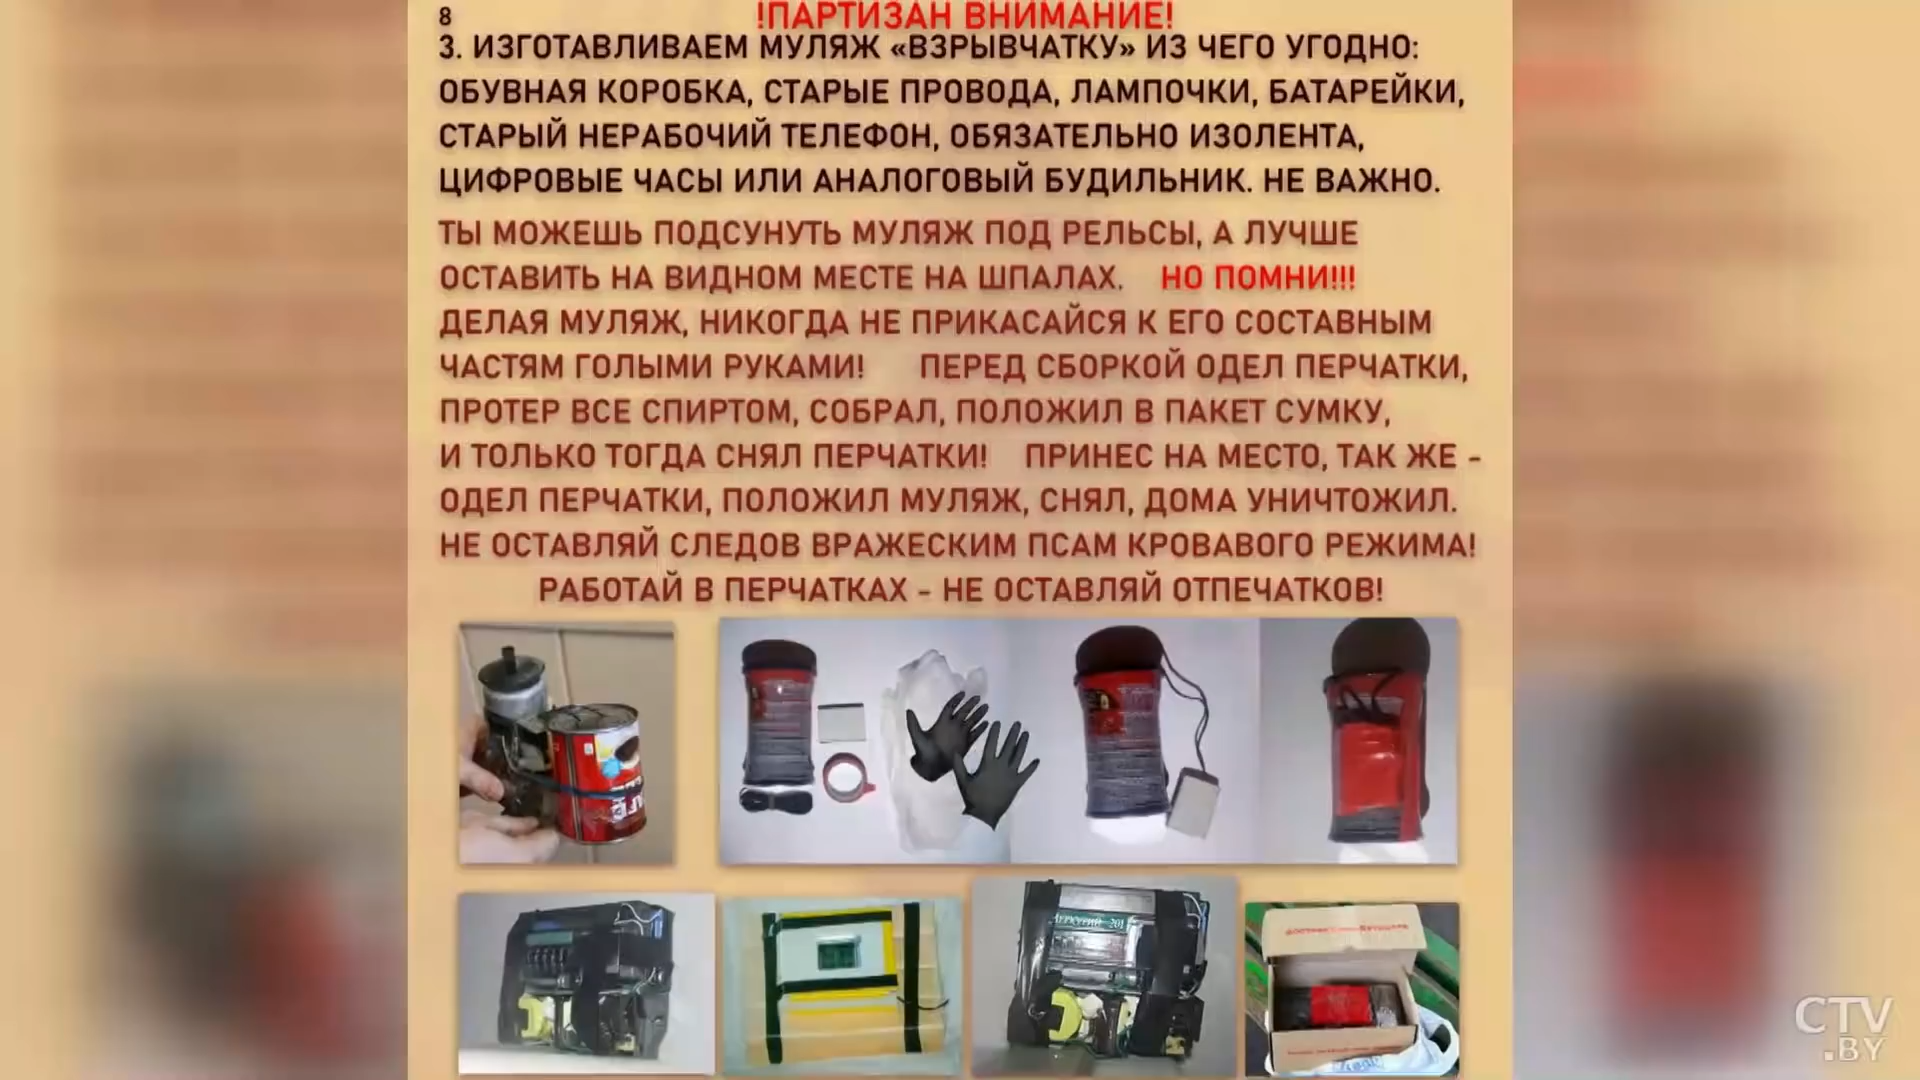 8
!ПАРТИЗАН ВНИМАНИЕ!
3. ИЗГОТАВЛИВАЕМ МУЛЯЖ «ВЗРЫВЧАТКУ» ИЗ ЧЕГО УГОДНО:
ОБУВНАЯ КОРОБКА, СТАРЫЕ ПРОВОДА, ЛАМПОЧКИ, БАТАРЕЙКИ,
СТАРЫЙ НЕРАБОЧИЙ ТЕЛЕФОН, ОБЯЗАТЕЛЬНО ИЗОЛЕНТА,
ЦИФРОВЫЕ ЧАСЫ ИЛИ АНАЛОГОВЫЙ БУДИЛЬНИК. НЕ ВАЖНО.
ТЫ МОЖЕШЬ ПОДСУНУТЬ МУЛЯЖ ПОД РЕЛЬСЫ, А ЛУЧШЕ
ОСТАВИТЬ НА ВИДНОМ МЕСТЕ НА ШПАЛАХ. НО ПОМНИ!!!
ДЕЛАЯ МУЛЯЖ, НИКОГДА НЕ ПРИКАСАЙСЯ К ЕГО СОСТАВНЫМ
ЧАСТЯМ ГОЛЫМИ РУКАМИ! ПЕРЕД СБОРКОЙ ОДЕЛ ПЕРЧАТКИ,
ПРОТЕР ВСЕ СПИРТОМ, СОБРАЛ, ПОЛОЖИЛ В ПАКЕТ СУМКУ,
И ТОЛЬКО ТОГДА СНЯЛ ПЕРЧАТКИ! ПРИНЕС НА МЕСТО, ТАК ЖЕ -
ОДЕЛ ПЕРЧАТКИ, ПОЛОЖИЛ МУЛЯЖ, СНЯЛ, ДОМА УНИЧТОЖИЛ.
НЕ ОСТАВЛЯЙ СЛЕДОВ ВРАЖЕСКИМ ПСАМ КРОВАВОГО РЕЖИМА!
РАБОТАЙ В ПЕРЧАТКАХ - НЕ ОСТАВЛЯЙ ОТПЕЧАТКОВ!
CTV
.BY